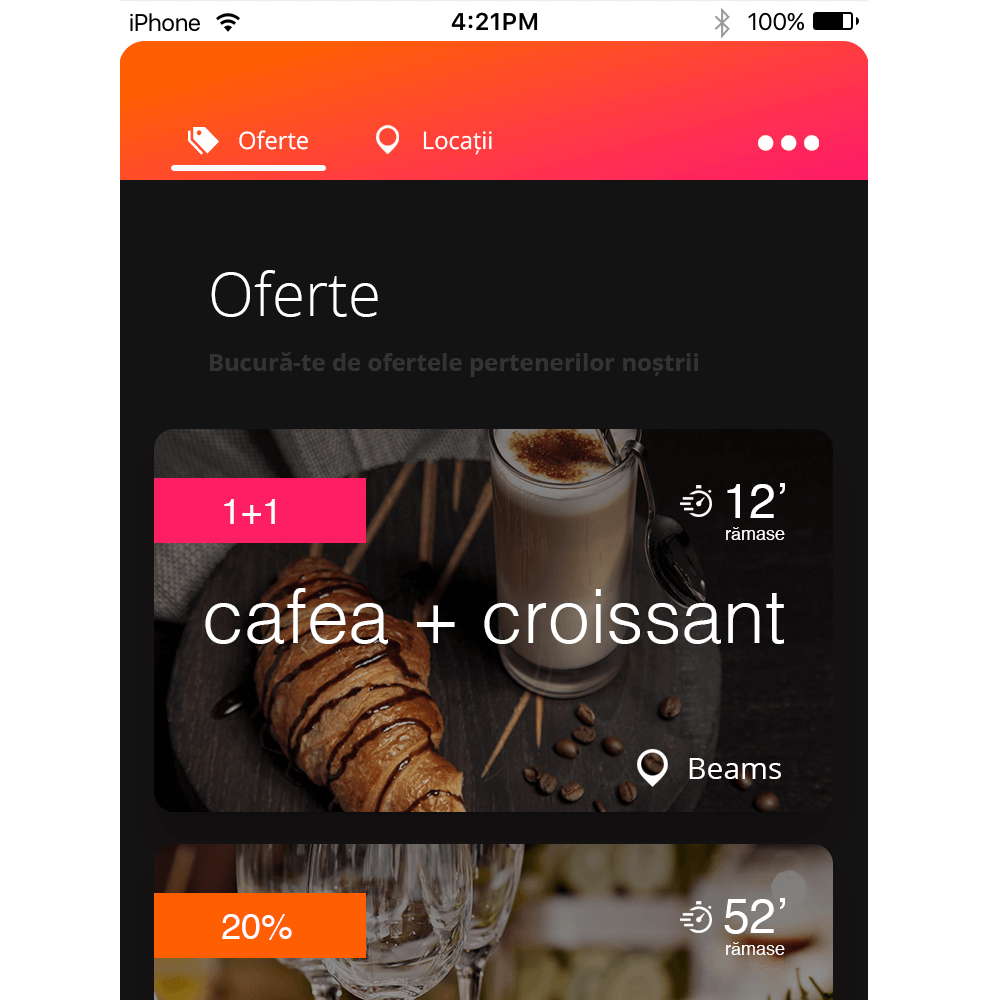 iPhone 4:21PM 100%
Oferte Locații
Oferte
Bucură-te de ofertele pertenerilor noștrii
1+1
12’
rămase
cafea + croissant
Beams
20%
52’
rămase